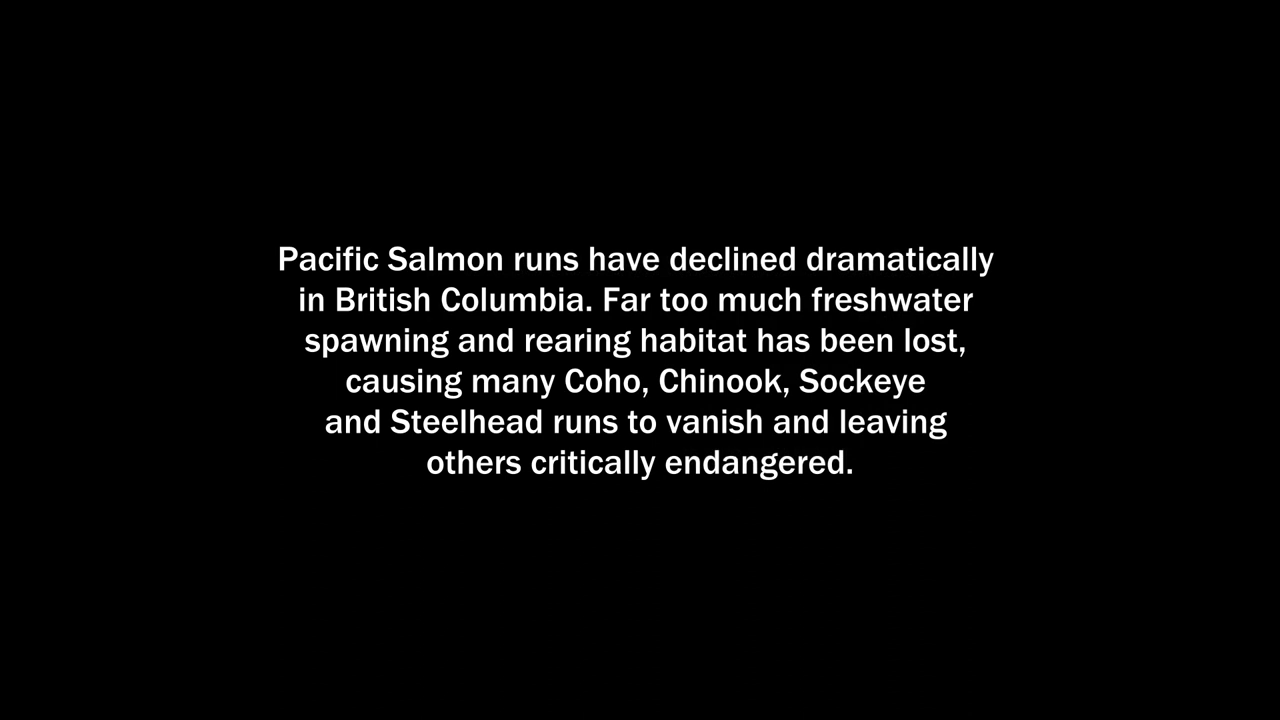 Pacific Salmon runs have declined dramatically
in British Columbia. Far too much freshwater
spawning and rearing habitat has been lost,
causing many Coho, Chinook, Sockeye
and Steelhead runs to vanish and leaving
others critically endangered.